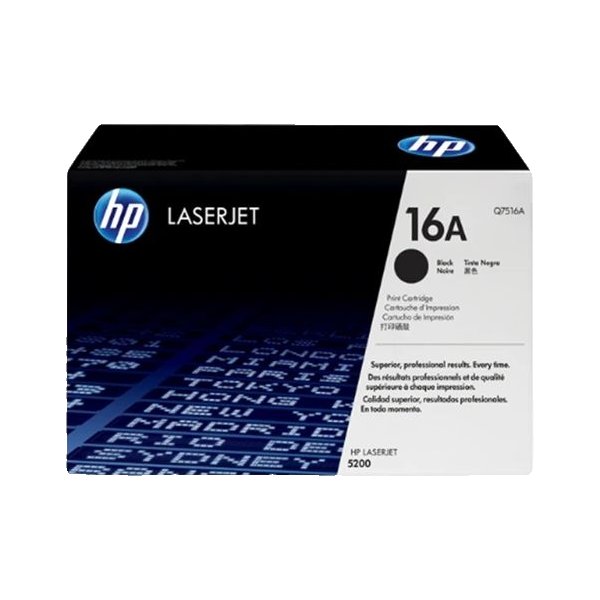 hp
hp
LASERJET
16A
Q7516A
Black Tinta Negra
Noire 黑色
Print Cartridge
Cartouche d'Impression
Cartucho de Impresión
打印硒鼓
Superior, professional results. Every time.
Des résultats professionnels et de qualité
supérieure à chaque impression.
Calidad superior, resultados profesionales.
En todo momento.
HP LASERJET
5200
MIAMI
PARIS
TOKYO
HONG
NEW YO
MADRID
RIO DE
SYDNEY